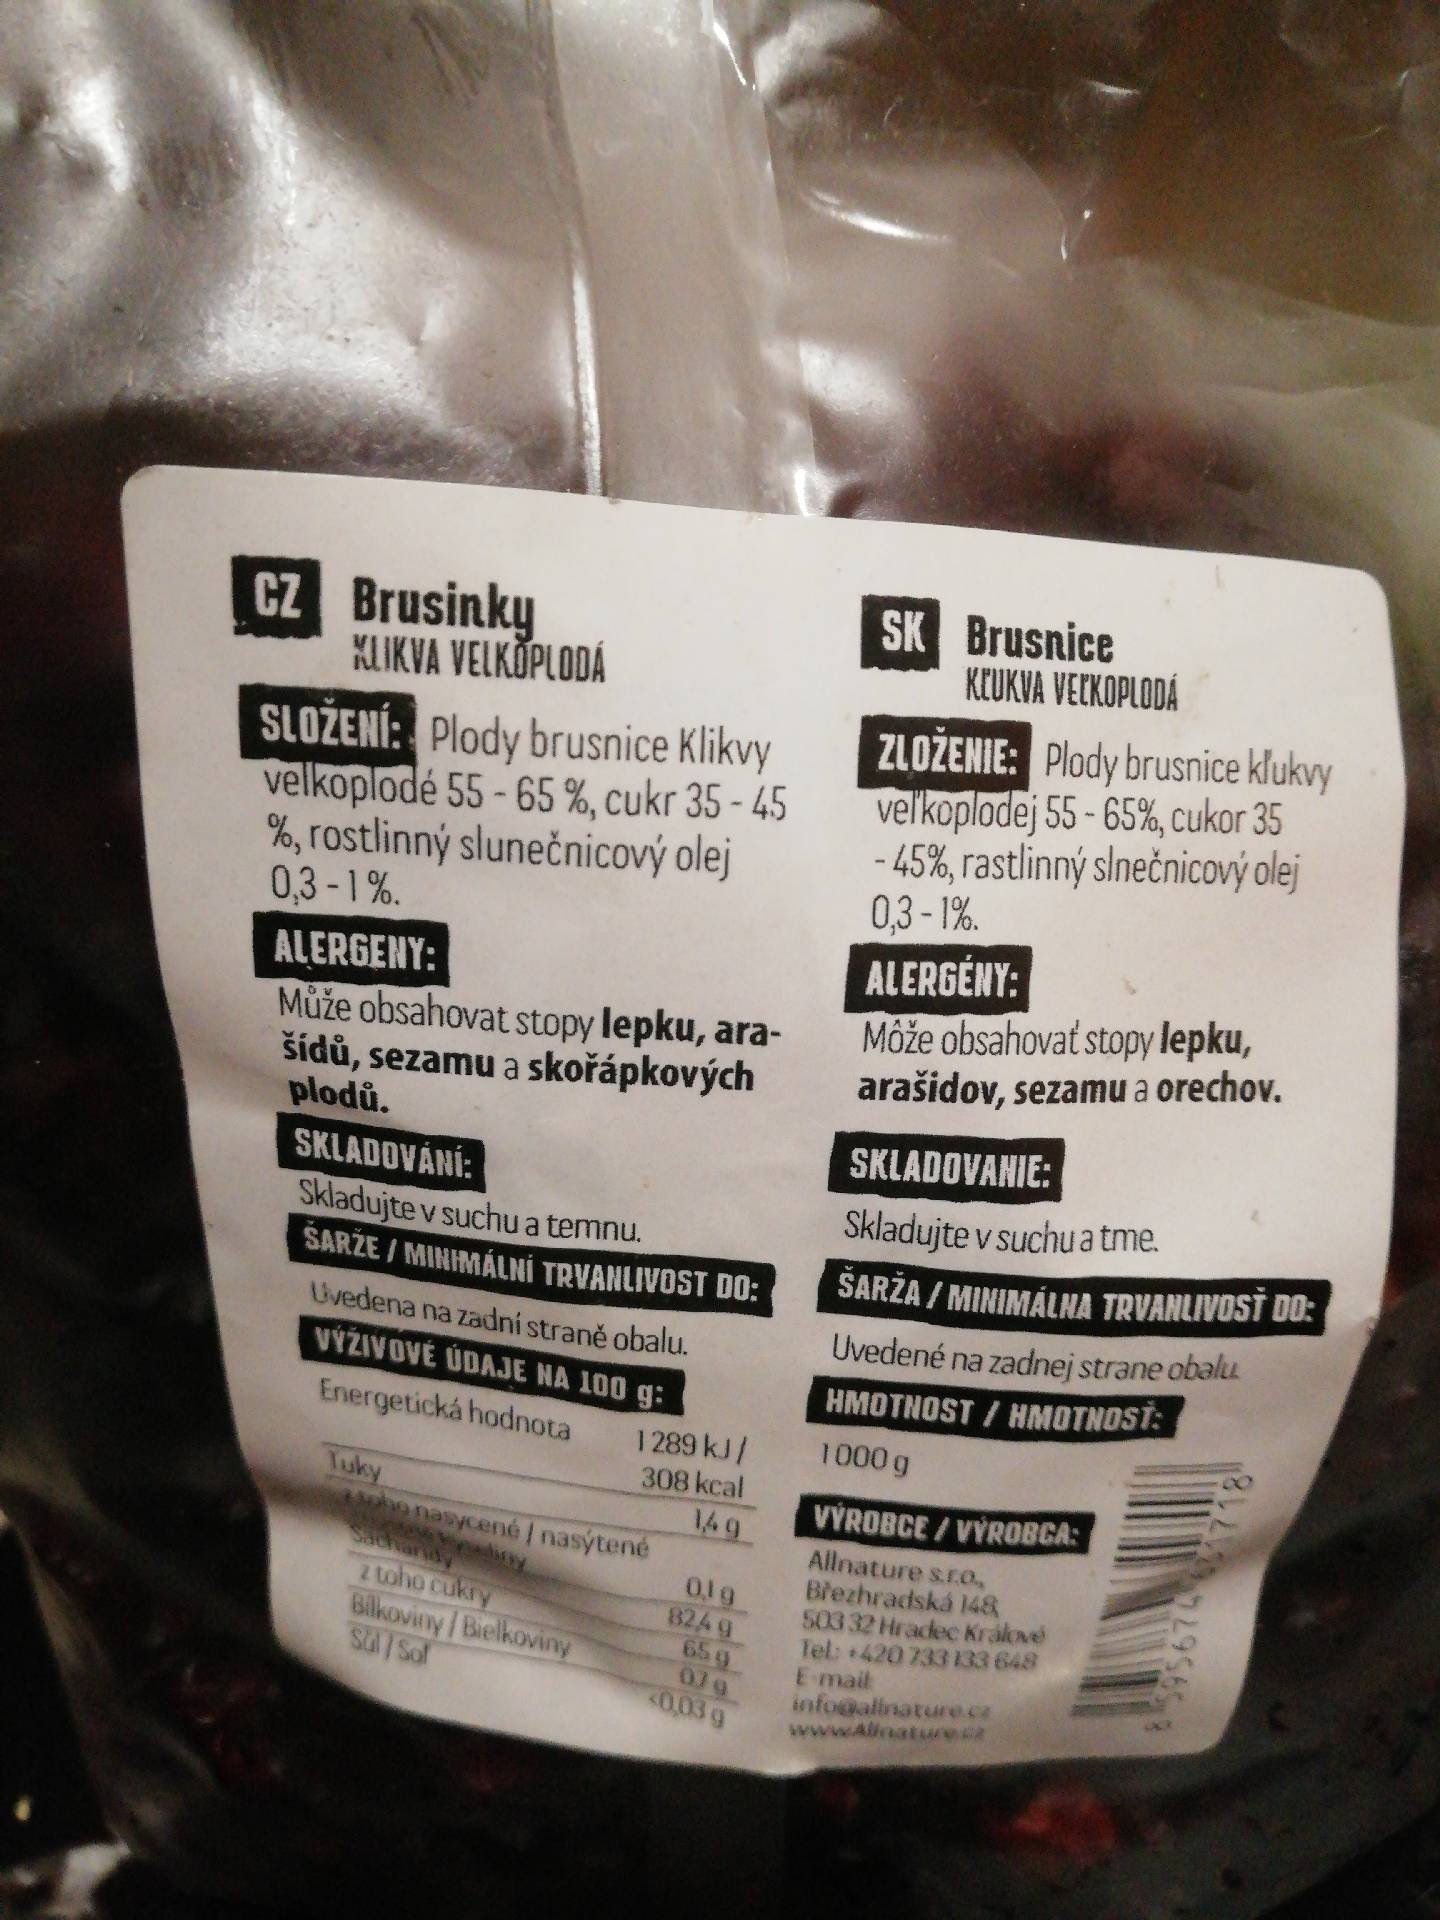 CZ Brusinky
KLIKVA VELKOPLODÁ
SLOŽENÍ: Plody brusnice Klikvy
velkoplodé 55 - 65 %, cukr 35 - 45
%, rostlinný slunečnicový olej
0,3 - 1 %.
ALERGENY:
Může obsahovat stopy lepku, ara-
šídů, sezamu a skořápkových
plodů.
SKLADOVÁNÍ:
Skladujte v suchu a temnu.
ŠARŽE / MINIMÁLNÍ TRVANLIVOST DO:
Uvedena na zadní straně obalu.
VÝŽIVOVÉ ÚDAJE NA 100 g:
Energetická hodnota 1 289 kJ /
308 kcal
Tuky 1,4 g
z toho nasycené / nasýtené
0,1 g
Sacharidy 82,4 g
z toho cukry 65 g
Bílkoviny / Bielkoviny 0,7 g
Sůl / Soľ <0,03 g
SK Brusnice
KĽUKVA VEĽKOPLODÁ
ZLOŽENIE: Plody brusnice kľukvy
veľkoplodej 55 - 65%, cukor 35
- 45%, rastlinný slnečnicový olej
0,3 - 1%.
ALERGÉNY:
Môže obsahovať stopy lepku,
arašidov, sezamu a orechov.
SKLADOVANIE:
Skladujte v suchu a tme.
ŠARŽA / MINIMÁLNA TRVANLIVOSŤ DO:
Uvedené na zadnej strane obalu.
HMOTNOST / HMOTNOSŤ:
1 000 g
VÝROBCE / VÝROBCA:
Allnature s.r.o.,
Březhradská 148,
503 32 Hradec Králové
Tel.: +420 733 133 648
E-mail:
info@allnature.cz
www.Allnature.cz